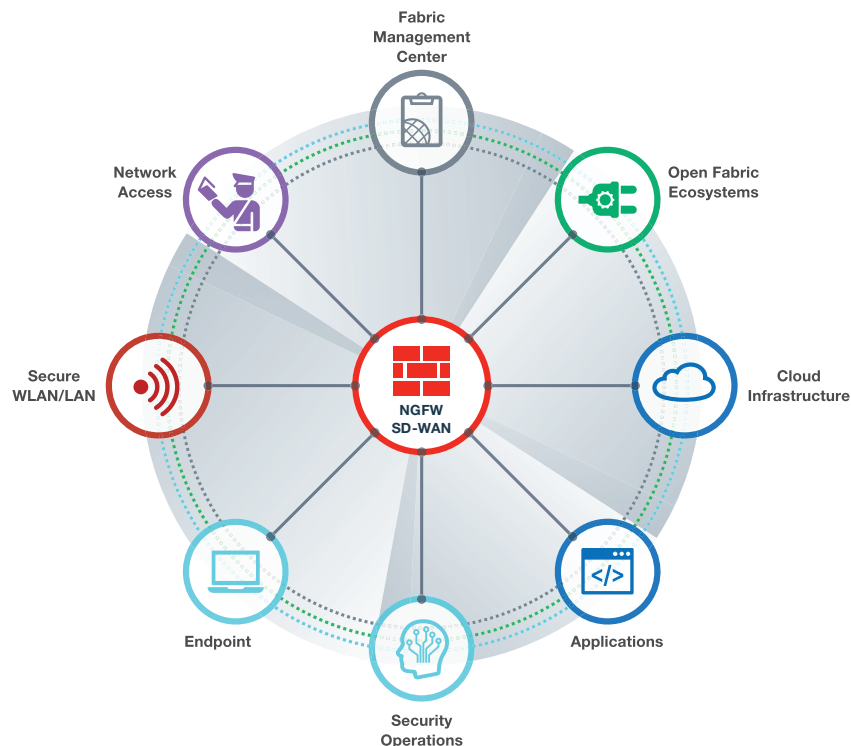 Fabric
Management
Center
Network
Access
Open Fabric
Ecosystems
Secure
WLAN/LAN
NGFW
SD-WAN
Cloud
Infrastructure
</>
Endpoint
Applications
Security
Operations